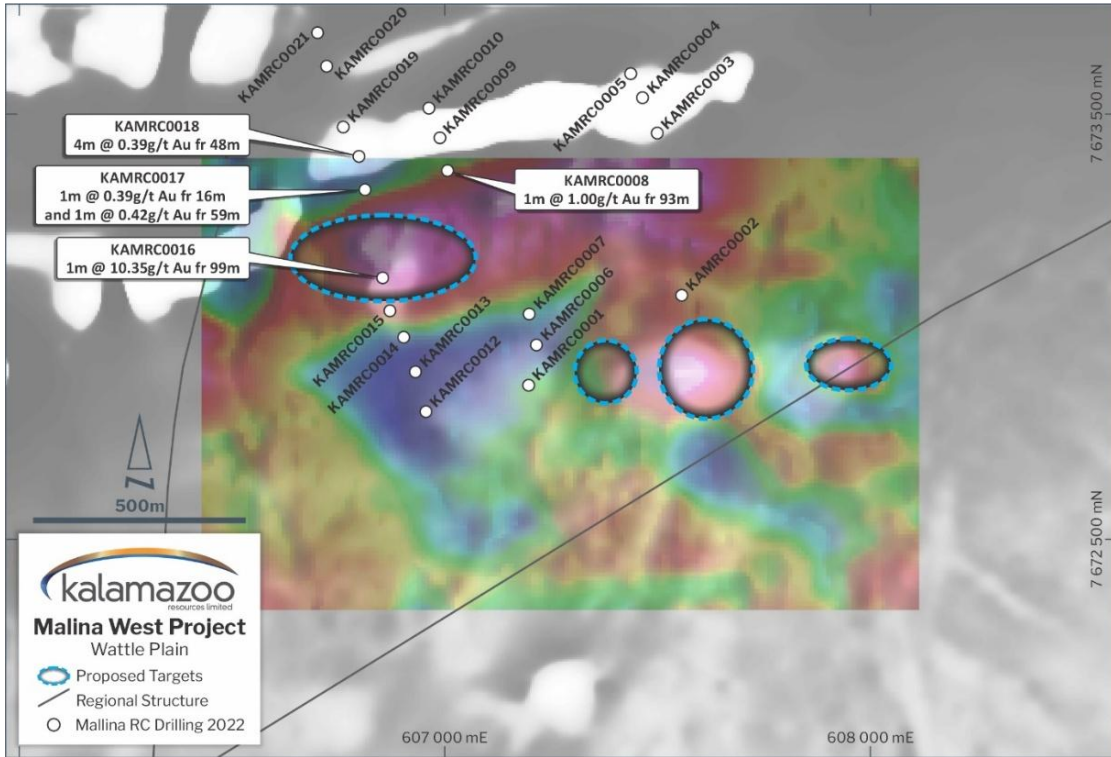 KAMRC0021
KAMRC0020
KAMRC0019
KAMRC0010
KAMRC0009
KAMRC0005
KAMRC0004
KAMRC0003
7 673 500 mN
KAMRC0018
4m @ 0.39g/t Au fr 48m
KAMRC0017
1m @ 0.39g/t Au fr 16m
and 1m @ 0.42g/t Au fr 59m
KAMRC0008
1m @ 1.00g/t Au fr 93m
KAMRC0016
1m @ 10.35g/t Au fr 99m
KAMRC0015
KAMRC0014
KAMRC0013
KAMRC0012
KAMRC0007
KAMRC0006
KAMRC0001
KAMRC0002
N
500m
7 672 500 mN
kalamazoo
resources limited
Malina West Project
Wattle Plain
Proposed Targets
Regional Structure
Mallina RC Drilling 2022
607 000 mE
608 000 mE